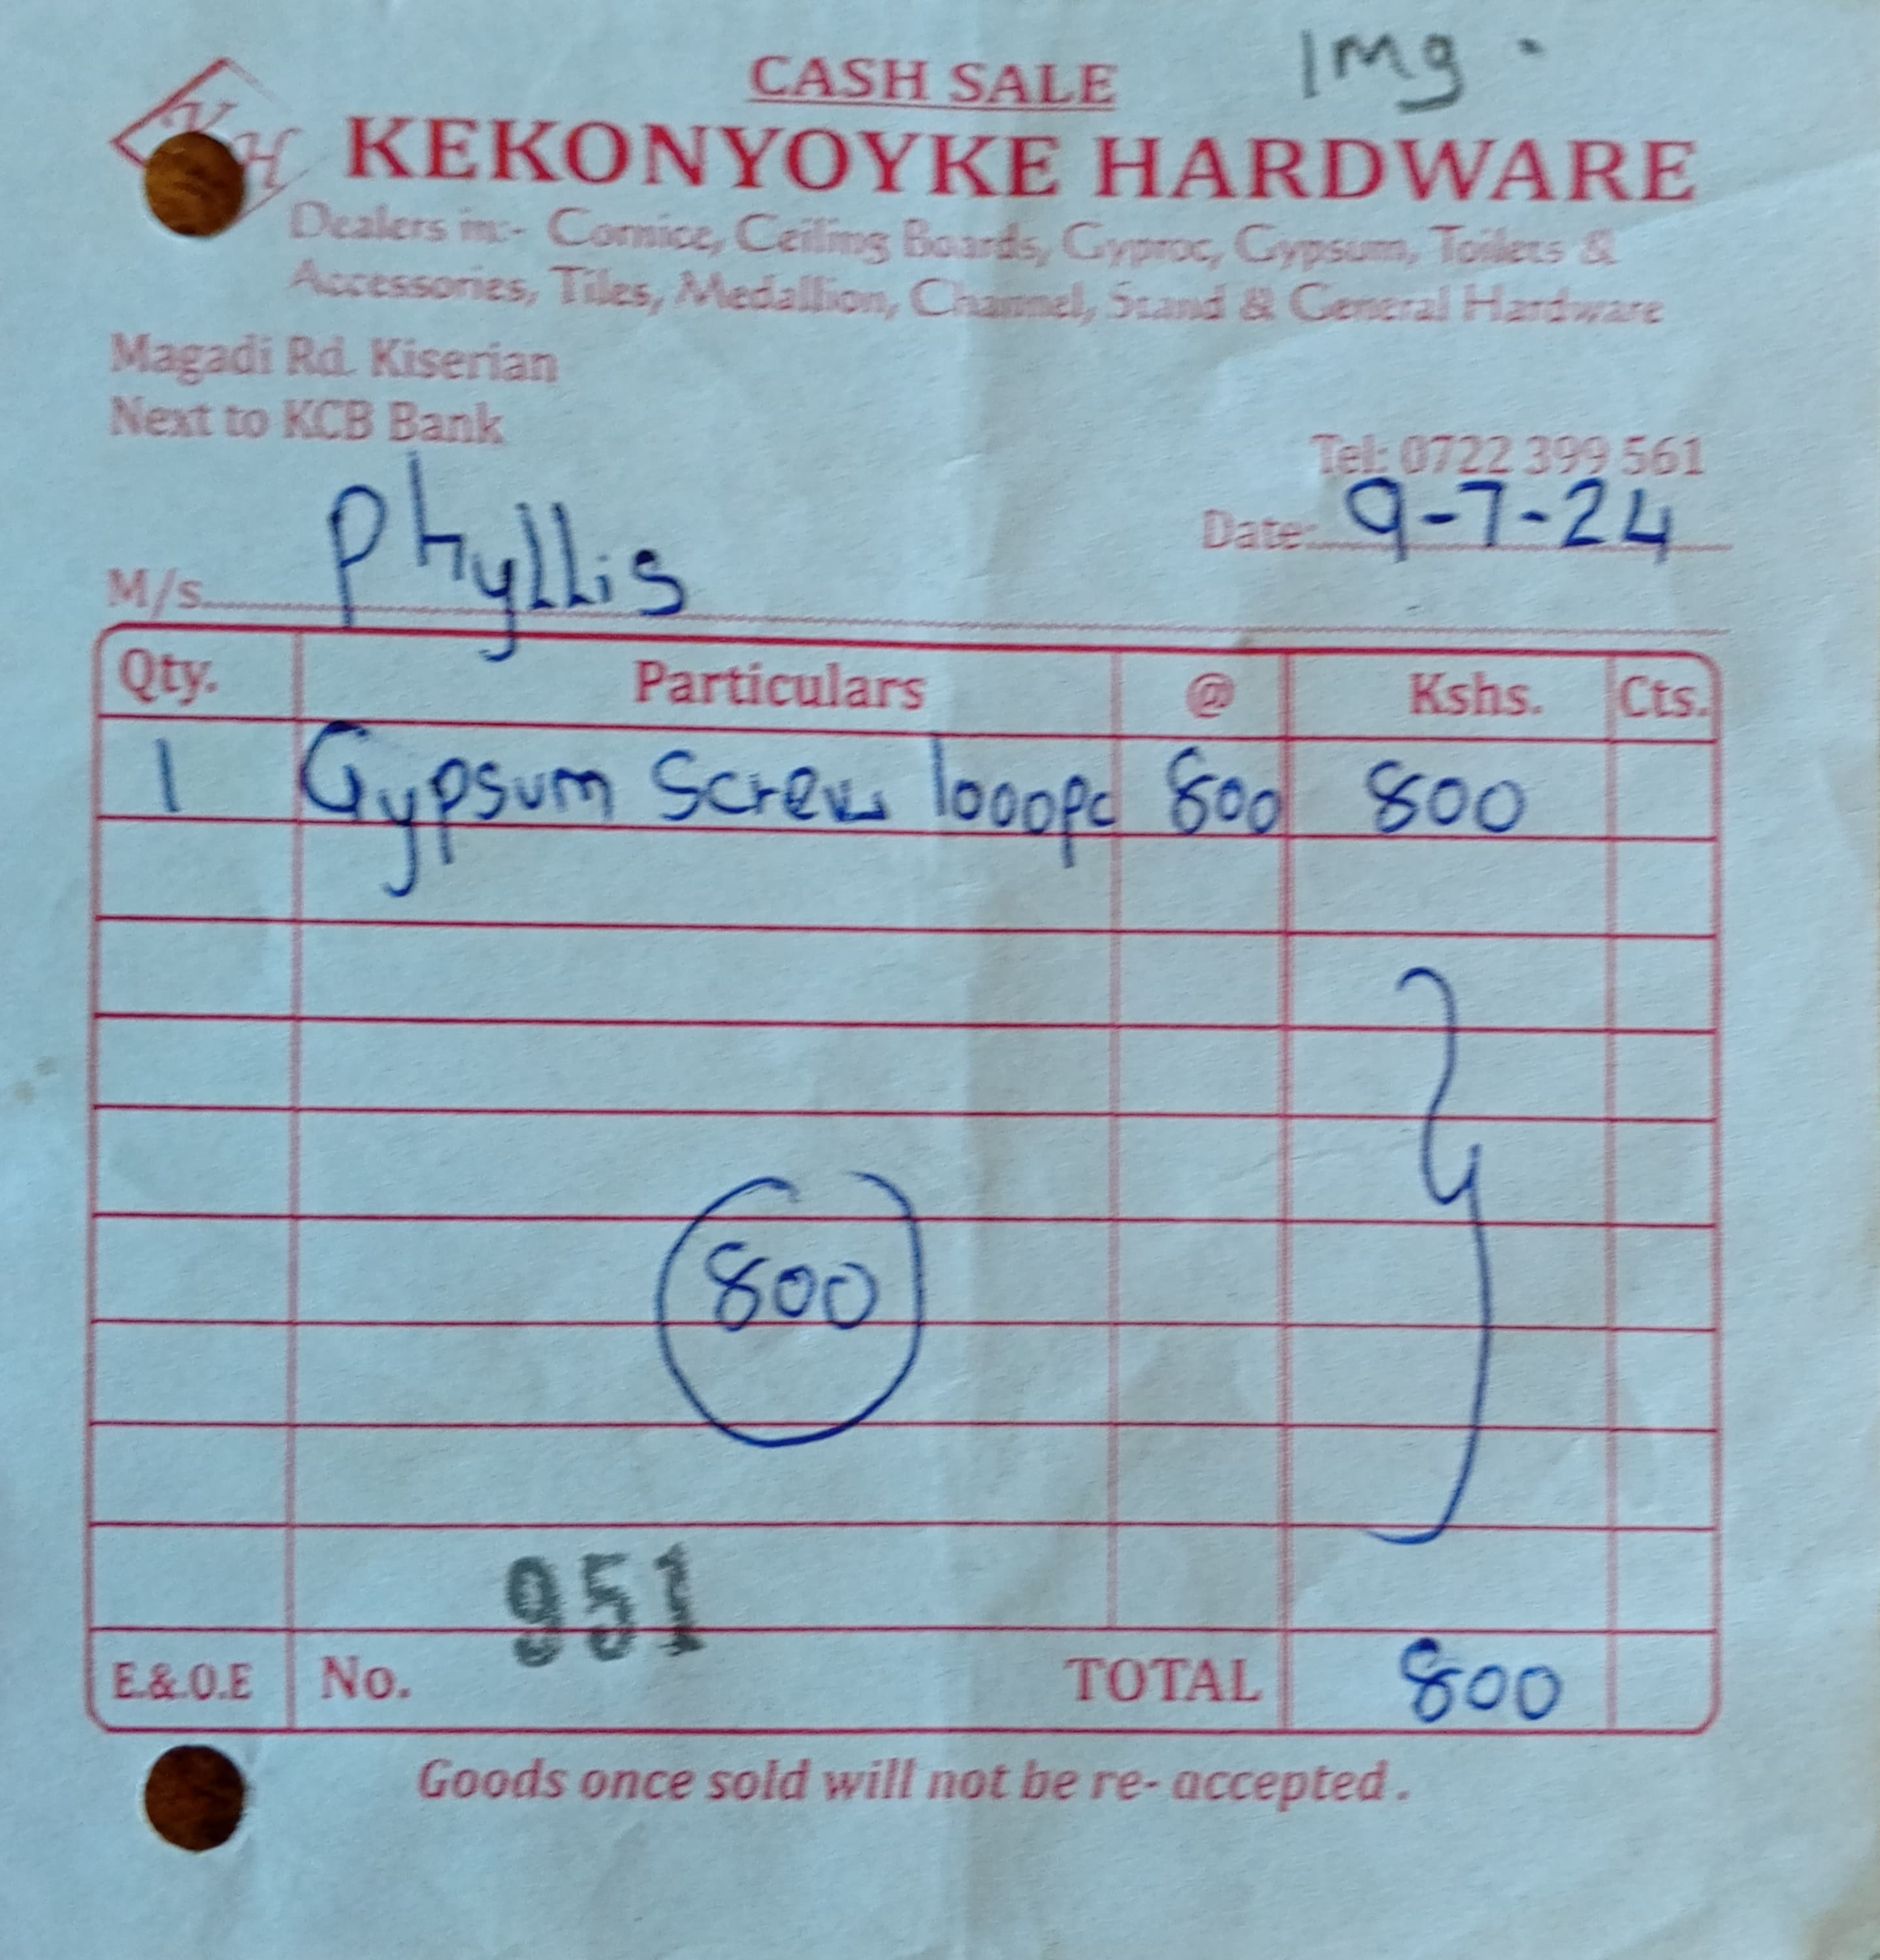 1mg.
CASH SALE
KH
KEKONYOYKE HARDWARE
Dealers in:- Cornice, Ceiling Boards, Gyproc, Gypsum, Toilets &
Accessories, Tiles, Medallion, Channel, Stand & General Hardware
Magadi Rd. Kiserian
Next to KCB Bank
Tel: 0722 399 561
Date: 9-7-24
M/s. Phyllis
Qty. Particulars @ Kshs. Cts.
1 Gypsum Screw 1000pc 800 800
800
951
E.&.O.E No. TOTAL 800
Goods once sold will not be re- accepted.